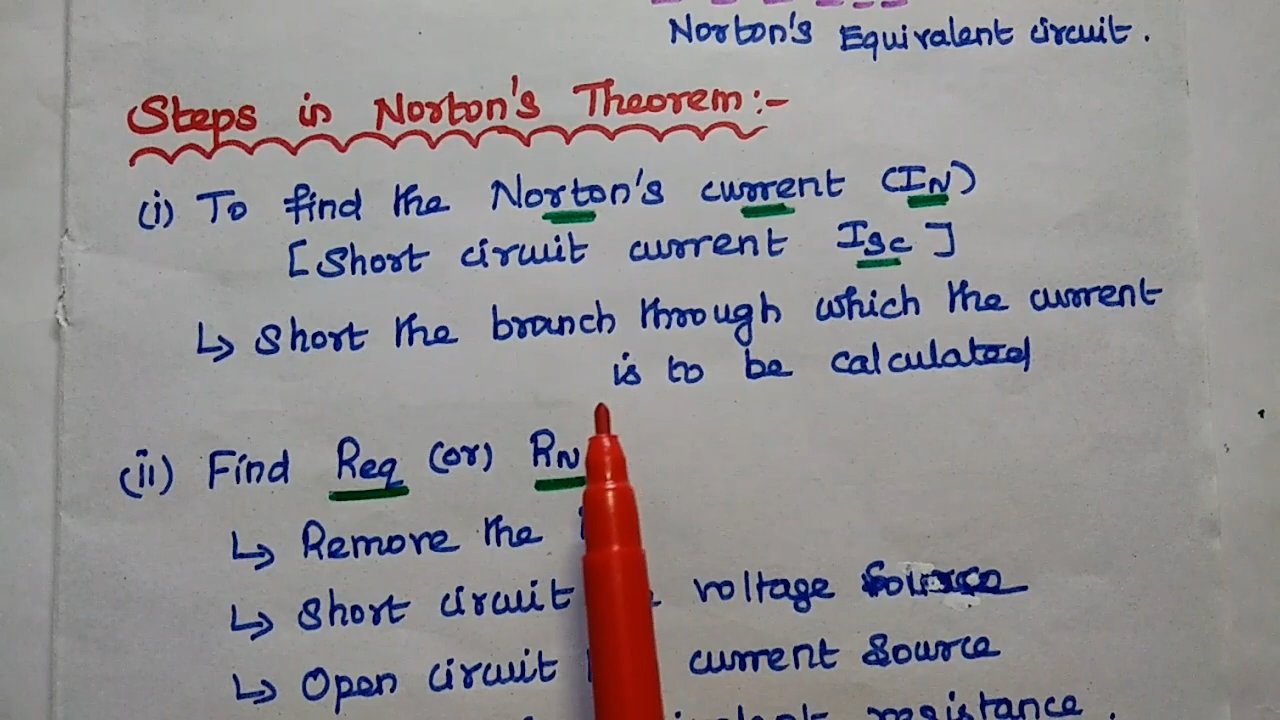 Norton's Equivalent circuit.
Steps in Norton's Theorem:-
(i) To find the Norton's current (IN)
[Short circuit current Isc]
↳ Short the branch through which the current
is to be calculated
(ii) Find Req (or) RN
↳ Remove the
↳ Short circuit voltage source
↳ Open circuit current source
resistance.